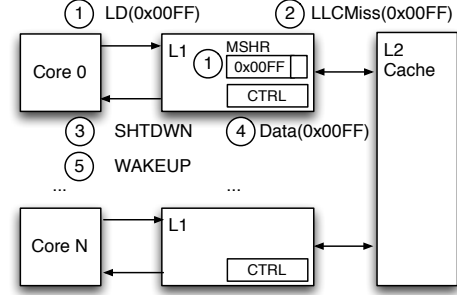 1 LD(0x00FF) 2 LLCMiss(0x00FF)
Core 0
L1
MSHR
1 0x00FF
CTRL
L2
Cache
3 SHTDWN 4 Data(0x00FF)
5 WAKEUP
... ...
Core N
L1
CTRL